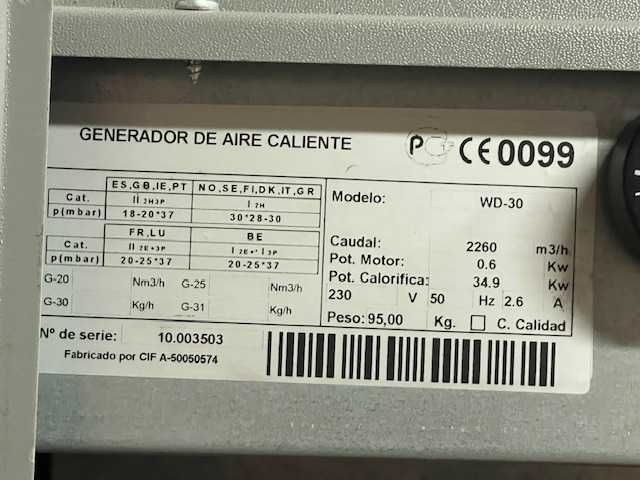 GENERADOR DE AIRE CALIENTE
CE 0099
ES,GB,IE,PT NO,SE,FI,DK,IT,GR
Cat. II 2H3P I 2H
p(mbar) 18-20*37 30*28-30
FR,LU BE
Cat. II 2E+3P I 2E+' I 3P
p(mbar) 20-25*37 20-25*37
G-20 Nm3/h G-25 Nm3/h
G-30 Kg/h G-31 Kg/h
Modelo: WD-30
Caudal: 2260 m3/h
Pot. Motor: 0.6 Kw
Pot. Calorifica: 34.9 Kw
230 V 50 Hz 2.6 A
Peso: 95,00 Kg. C. Calidad
Nº de serie: 10.003503
Fabricado por CIF A-50050574